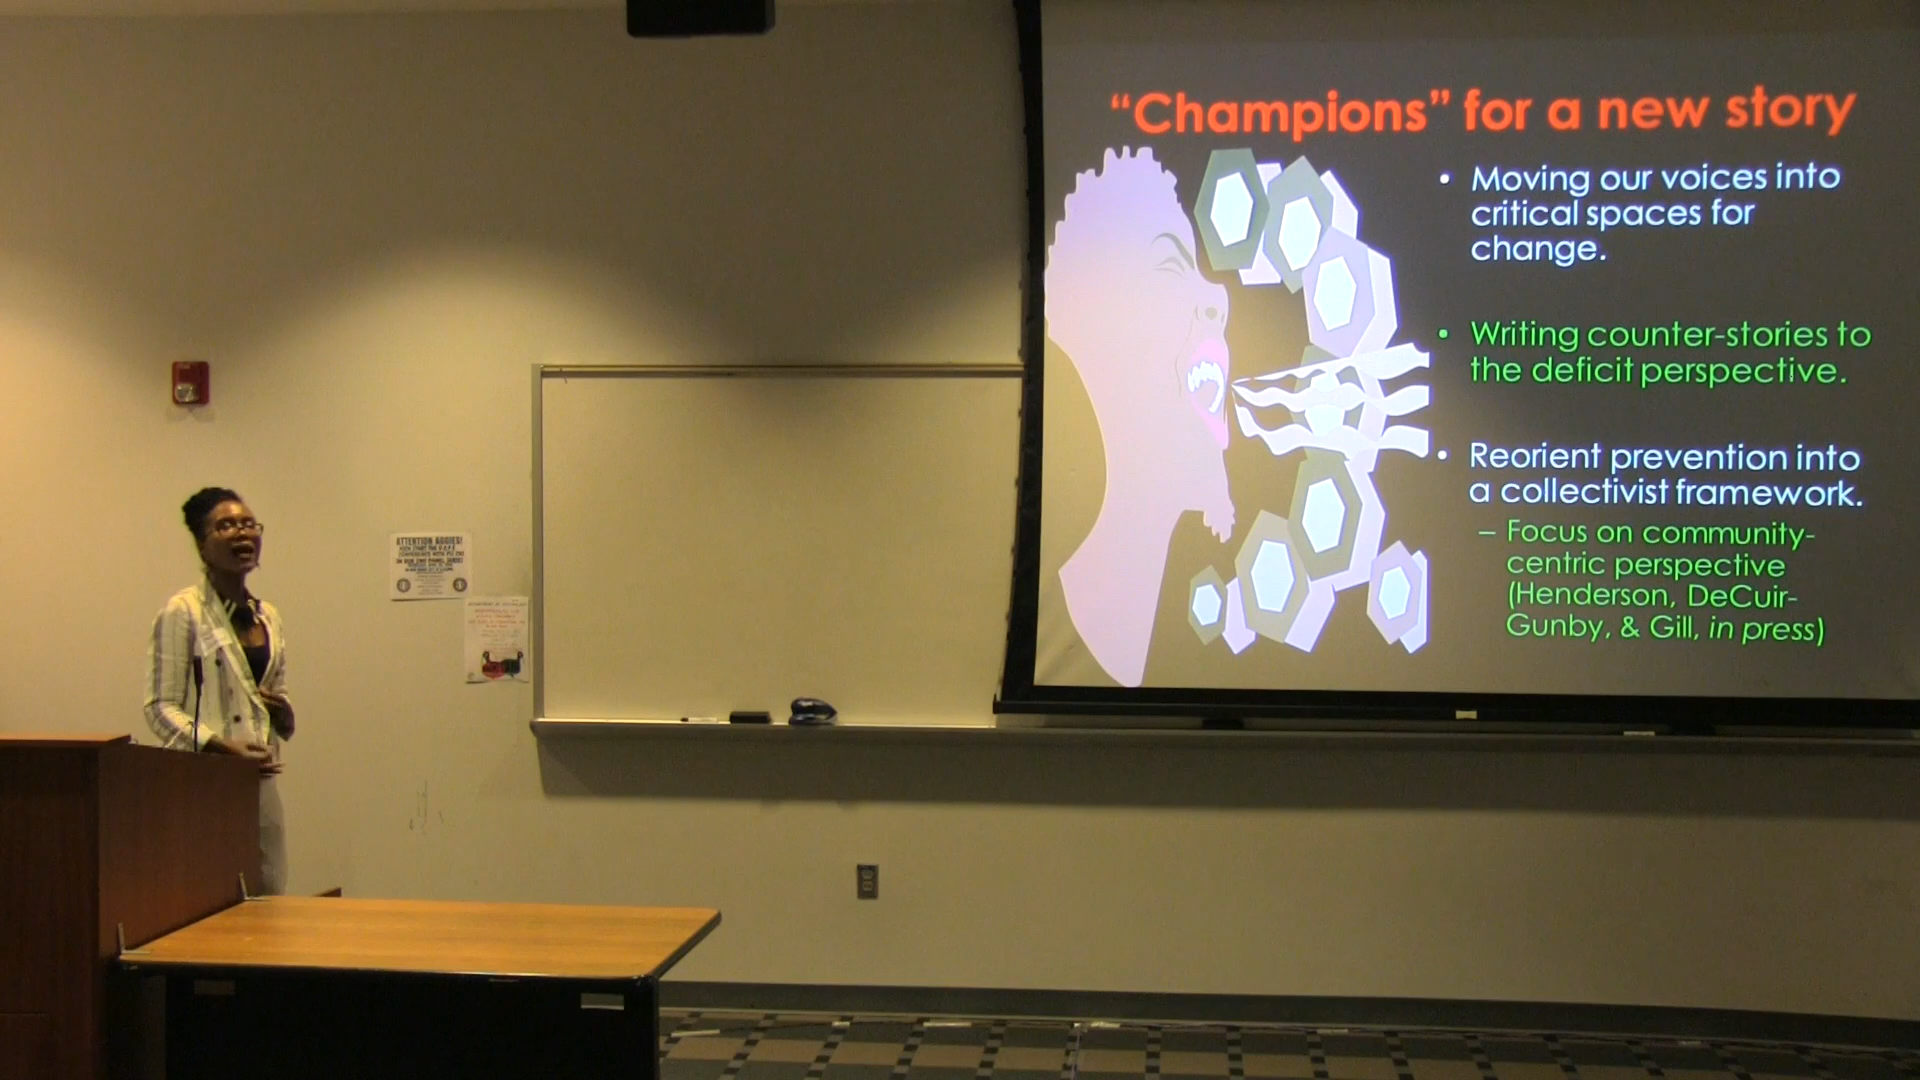 “Champions” for a new story
• Moving our voices into
critical spaces for
change.
• Writing counter-stories to
the deficit perspective.
• Reorient prevention into
a collectivist framework.
– Focus on community-
centric perspective
(Henderson, DeCuir-
Gunby, & Gill, in press)
ATTENTION AGGIES!